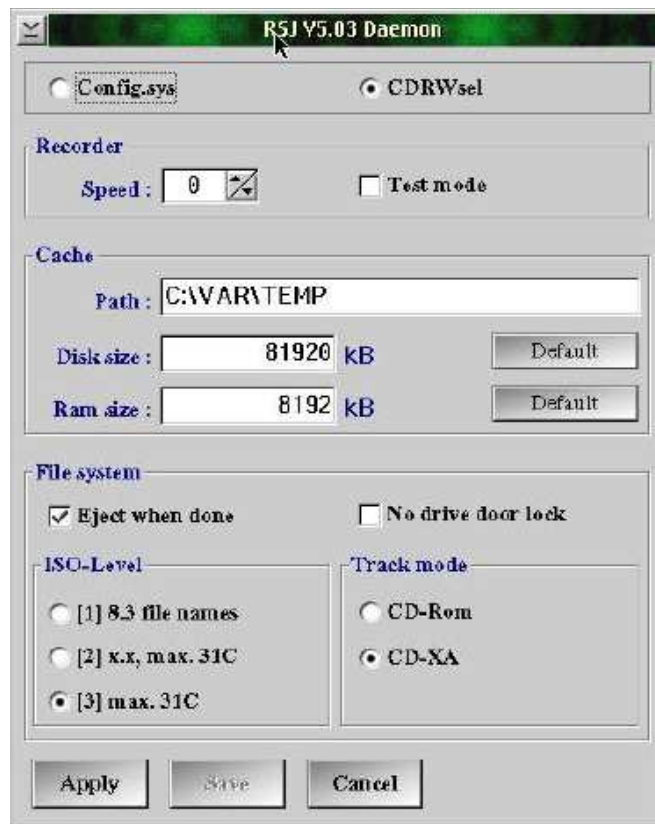 RSJ V5.03 Daemon
Config.sys CDRWsel
Recorder
Speed : 0 Test mode
Cache
Path : C:\VAR\TEMP
Disk size : 81920 kB Default
Ram size : 8192 kB Default
File system
Eject when done No drive door lock
ISO-Level Track mode
[1] 8.3 file names CD-Rom
[2] x.x, max. 31C CD-XA
[3] max. 31C
Apply Save Cancel